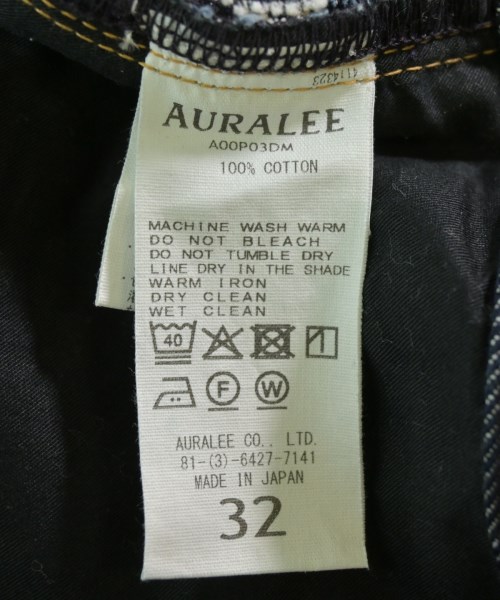 4114323
AURALEE
A00P03DM
100% COTTON
MACHINE WASH WARM
DO NOT BLEACH
DO NOT TUMBLE DRY
LINE DRY IN THE SHADE
WARM IRON
DRY CLEAN
WET CLEAN
40
F W
AURALEE CO., LTD.
81-(3)-6427-7141
MADE IN JAPAN
32